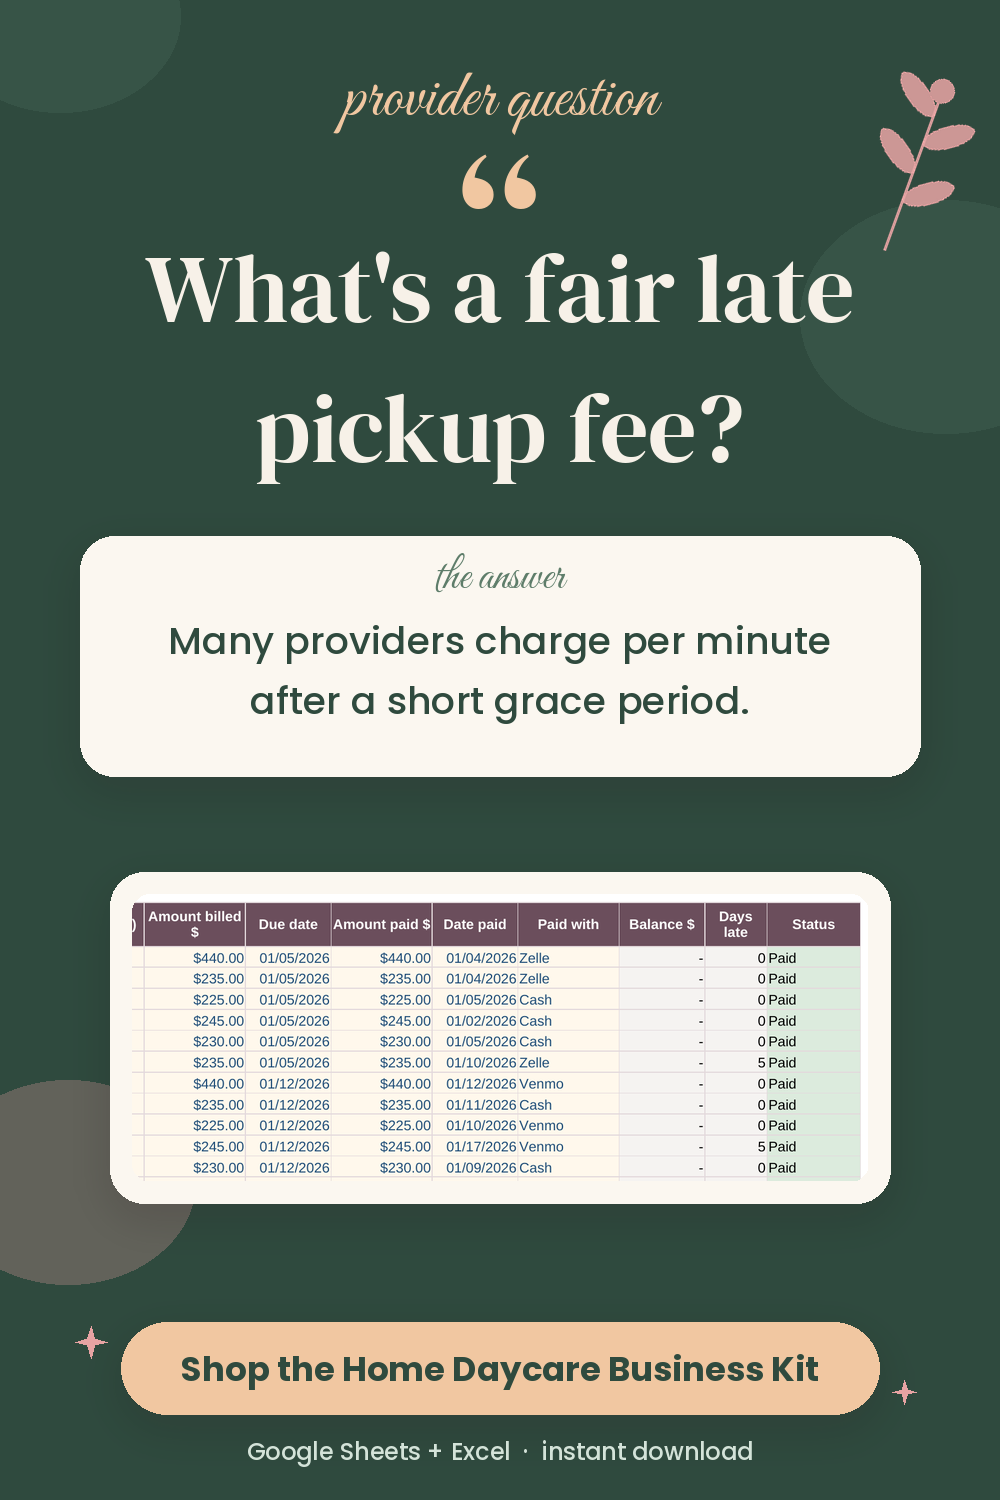 provider question
“
What's a fair late
pickup fee?
the answer
Many providers charge per minute
after a short grace period.
) Amount billed $ Due date Amount paid $ Date paid Paid with Balance $ Days late Status
$440.00 01/05/2026 $440.00 01/04/2026 Zelle - 0 Paid
$235.00 01/05/2026 $235.00 01/04/2026 Zelle - 0 Paid
$225.00 01/05/2026 $225.00 01/05/2026 Cash - 0 Paid
$245.00 01/05/2026 $245.00 01/02/2026 Cash - 0 Paid
$230.00 01/05/2026 $230.00 01/05/2026 Cash - 0 Paid
$235.00 01/05/2026 $235.00 01/10/2026 Zelle - 5 Paid
$440.00 01/12/2026 $440.00 01/12/2026 Venmo - 0 Paid
$235.00 01/12/2026 $235.00 01/11/2026 Cash - 0 Paid
$225.00 01/12/2026 $225.00 01/10/2026 Venmo - 0 Paid
$245.00 01/12/2026 $245.00 01/17/2026 Venmo - 5 Paid
$230.00 01/12/2026 $230.00 01/09/2026 Cash - 0 Paid
Shop the Home Daycare Business Kit
Google Sheets + Excel · instant download